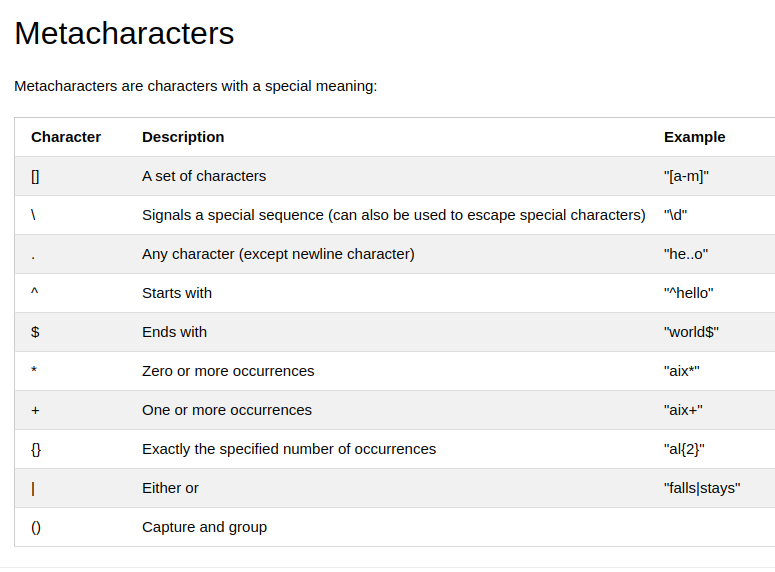 Metacharacters
Metacharacters are characters with a special meaning:
Character Description Example
[] A set of characters "[a-m]"
\ Signals a special sequence (can also be used to escape special characters) "\d"
. Any character (except newline character) "he..o"
^ Starts with "^hello"
$ Ends with "world$"
* Zero or more occurrences "aix*"
+ One or more occurrences "aix+"
{} Exactly the specified number of occurrences "al{2}"
| Either or "falls|stays"
() Capture and group